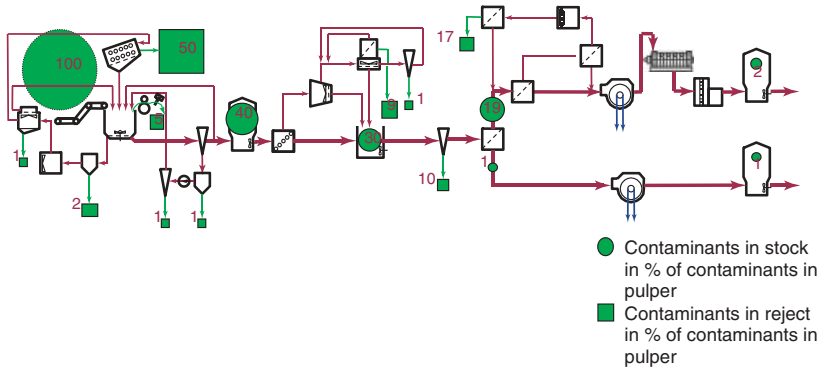 17
50
100
2
19
40
5
9
1
30
1
1
10
1
2
1
1
Contaminants in stock
in % of contaminants in
pulper
Contaminants in reject
in % of contaminants in
pulper